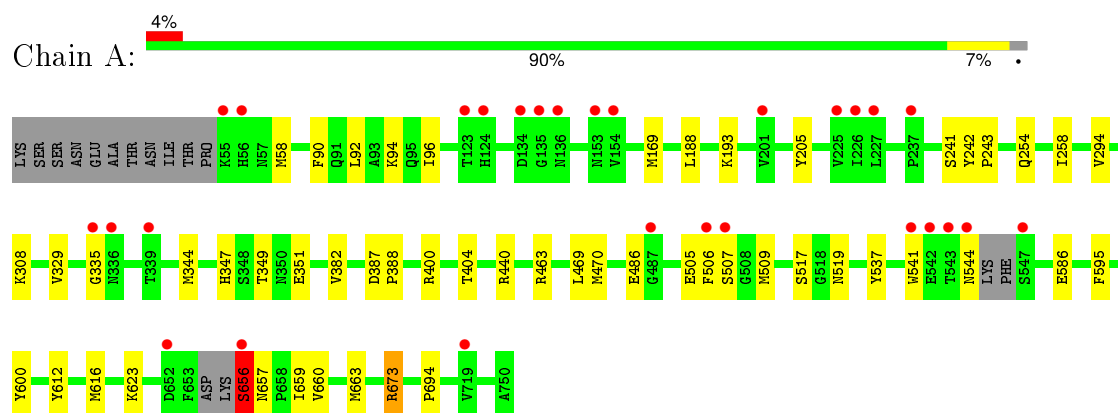 4%
Chain A:
90%
7%
•
LYS SER SER ASN GLU ALA THR ASN ILE THR PRO K55 H56 N57 M58 F90 Q91 L92 A93 K94 Q95 I96 T123 H124 D134 G135 N136 N153 V154 M169 L188 K193 V201 Y205 V225 I226 L227 P237 S241 Y242 P243 Q254 I258 V294
K308 V329 G335 N336 T339 M344 H347 S348 T349 N350 E351 V382 D387 P388 R400 T404 R440 R463 L469 M470 E486 G487 E505 F506 S507 G508 M509 S517 G518 N519 Y537 W541 E542 T543 N544 LYS PHE S547 E586 F595
Y600 Y612 M616 K623 D652 F653 ASP LYS S656 N657 P658 I659 V660 M663 R673 P694 V719 A750